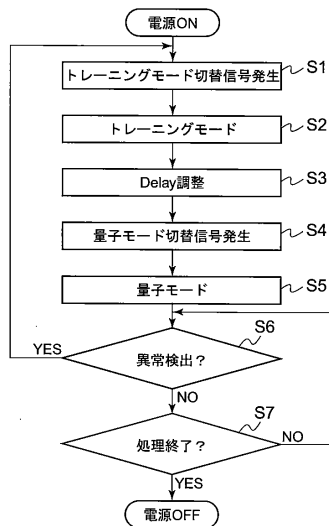 電源ON
トレーニングモード切替信号発生
S1
トレーニングモード
S2
Delay調整
S3
量子モード切替信号発生
S4
量子モード
S5
異常検出？
S6
YES
NO
処理終了？
S7
NO
YES
電源OFF